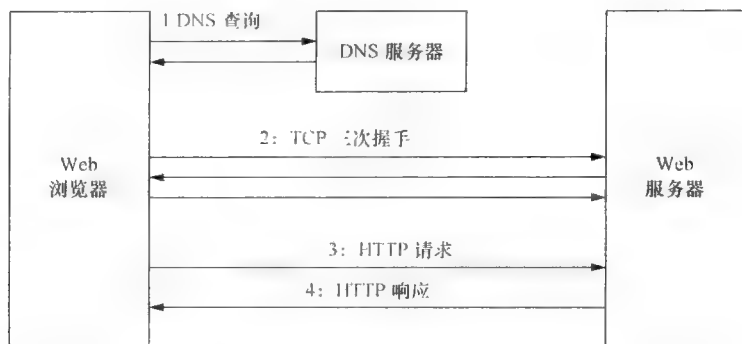 1 DNS 查询
DNS 服务器
2: TCP 三次握手
Web
浏览器
Web
服务器
3: HTTP 请求
4: HTTP 响应